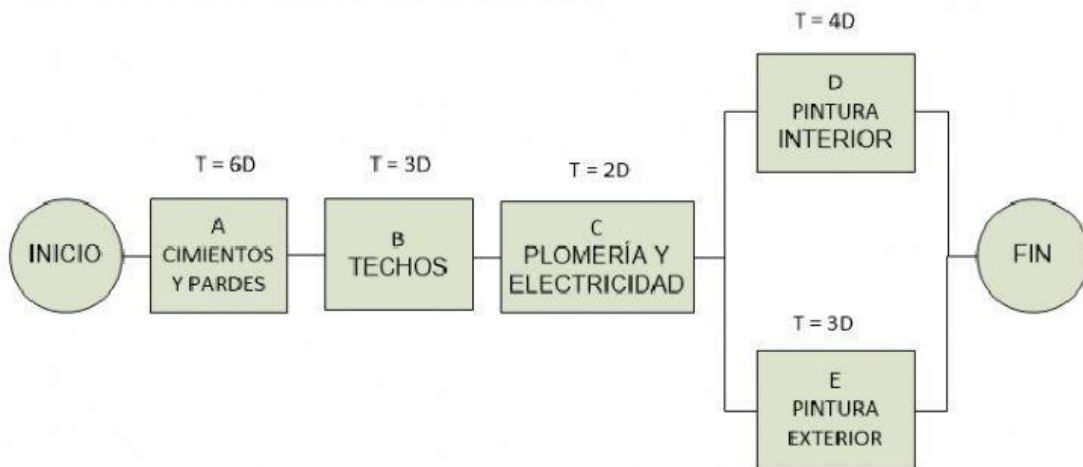 T = 4D
D
PINTURA
INTERIOR
T = 6D
T = 3D
T = 2D
INICIO
A
CIMIENTOS
Y PARDES
B
TECHOS
C
PLOMERÍA Y
ELECTRICIDAD
FIN
T = 3D
E
PINTURA
EXTERIOR